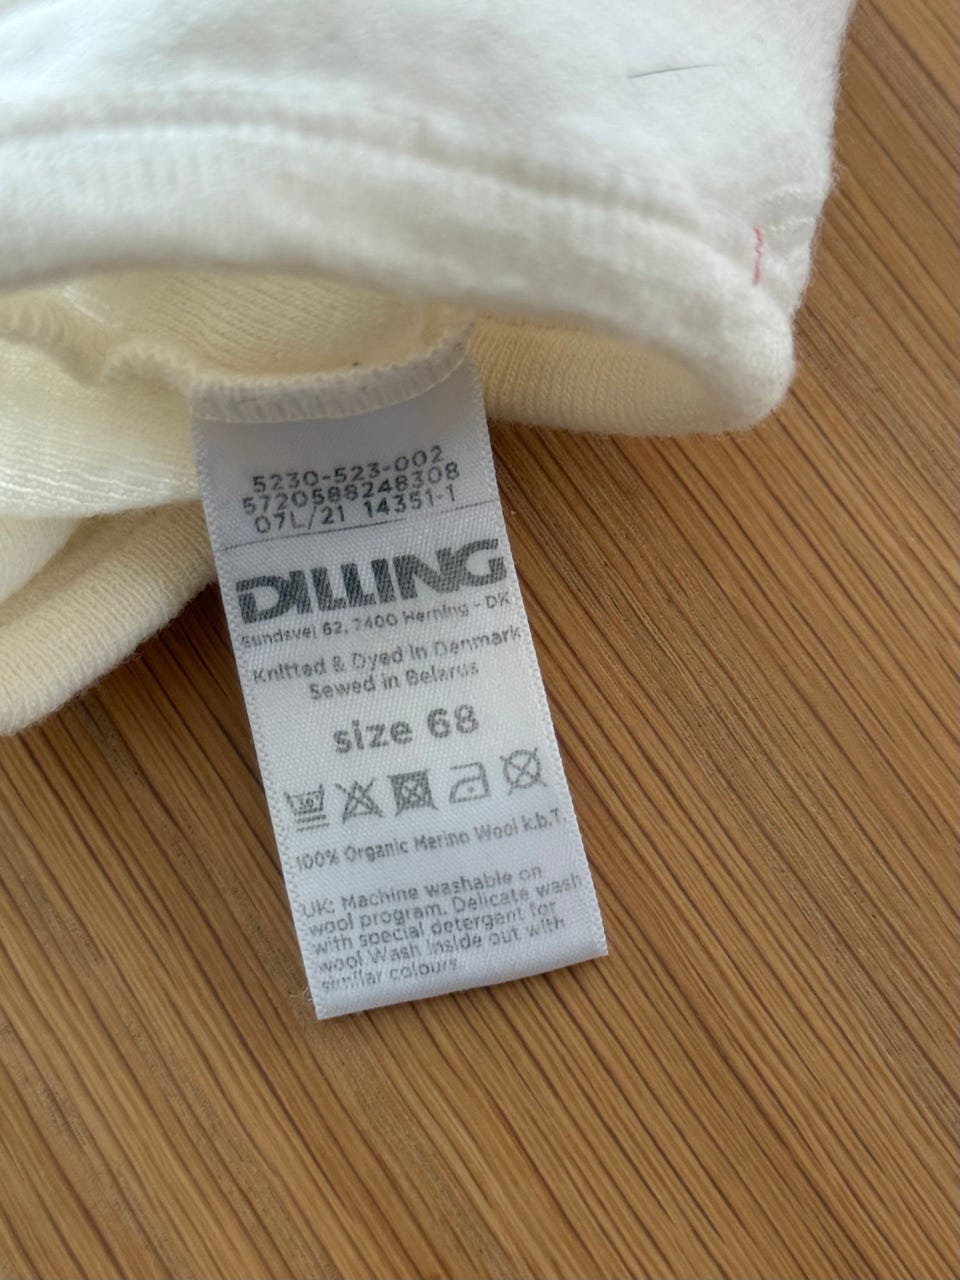 5230-523-002
5720588248308
07L/21 14351-1
DILLING
Sundsvej 62, 7400 Herning - DK
Knitted & Dyed in Denmark
Sewed in Belarus
size 68
30
100% Organic Merino Wool k.b.T.
UK: Machine washable on
wool program. Delicate wash
with special detergent for
wool Wash inside out with
similar colours